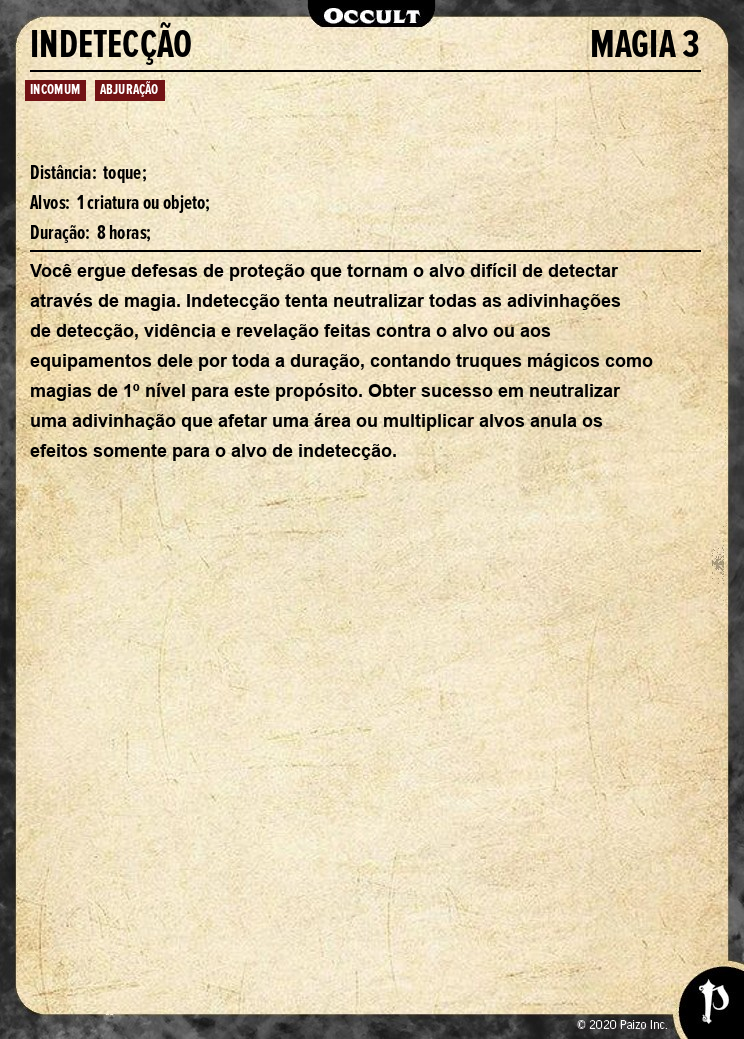 OCCULT
INDETECÇÃO MAGIA 3
INCOMUM ABJURAÇÃO
Distância: toque;
Alvos: 1 criatura ou objeto;
Duração: 8 horas;
Você ergue defesas de proteção que tornam o alvo difícil de detectar
através de magia. Indetecção tenta neutralizar todas as adivinhações
de detecção, vidência e revelação feitas contra o alvo ou aos
equipamentos dele por toda a duração, contando truques mágicos como
magias de 1º nível para este propósito. Obter sucesso em neutralizar
uma adivinhação que afetar uma área ou multiplicar alvos anula os
efeitos somente para o alvo de indetecção.
© 2020 Paizo Inc.
P